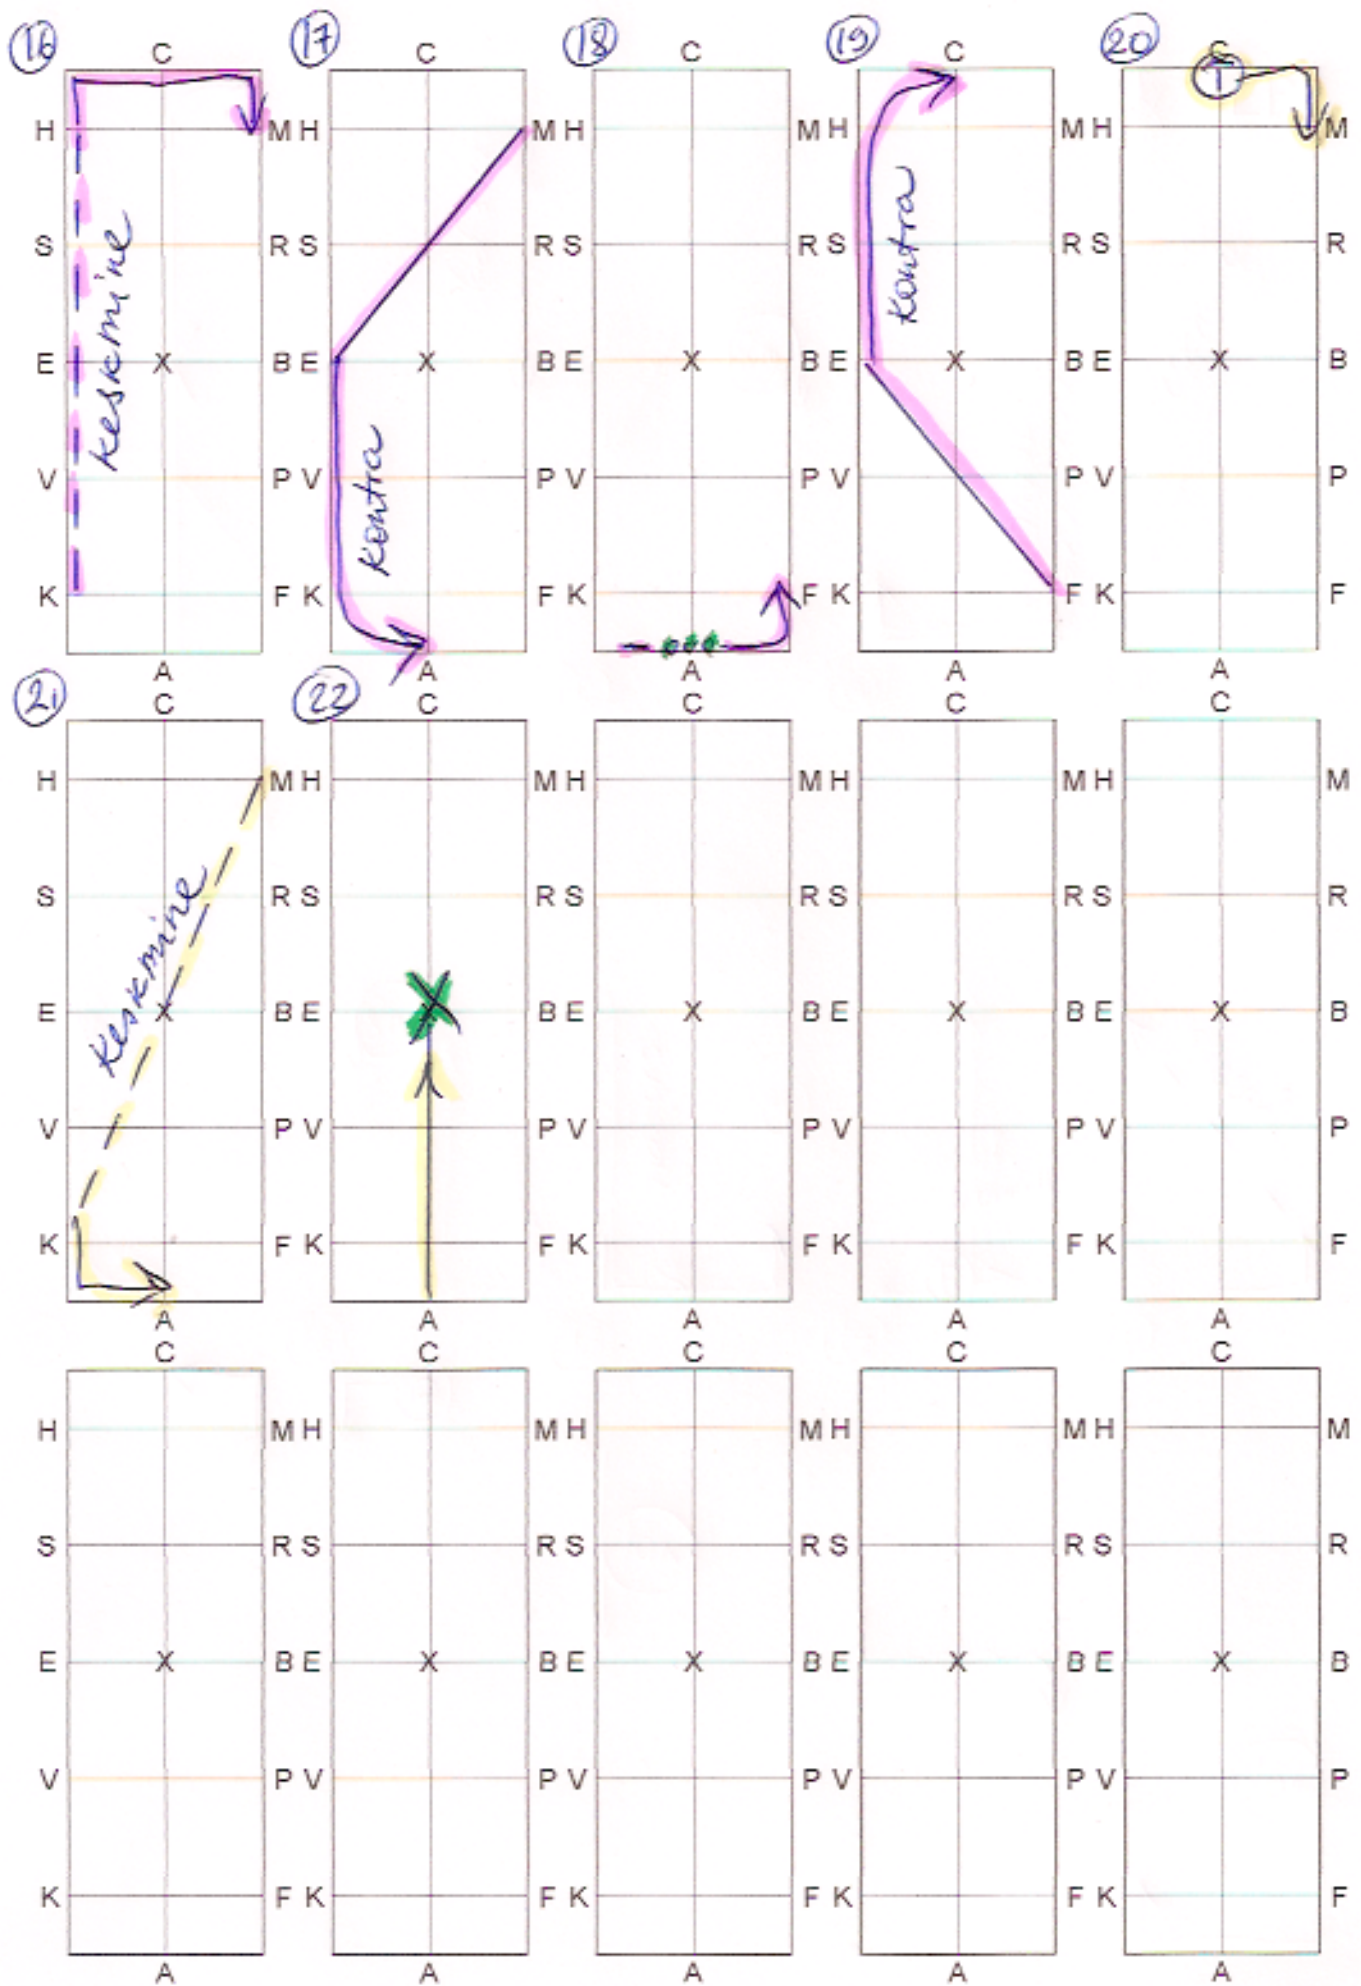 16 17 18 19 20
C C C C C
T
H M H M H M H M H M
keskmine kontra
S R S R S R S R S R
E X B E X B E X B E X B E X B
kontra
V P V P V P V P V P
K F K F K F K F K F
A A A A
21 22
C C C C C
H M H M H M H M H M
keskmine
S R S R S R S R S R
E X B E X B E X B E X B E X B
V P V P V P V P V P
K F K F K F K F K F
A A A A A
C C C C C
H M H M H M H M H M
S R S R S R S R S R
E X B E X B E X B E X B E X B
V P V P V P V P V P
K F K F K F K F K F
A A A A A